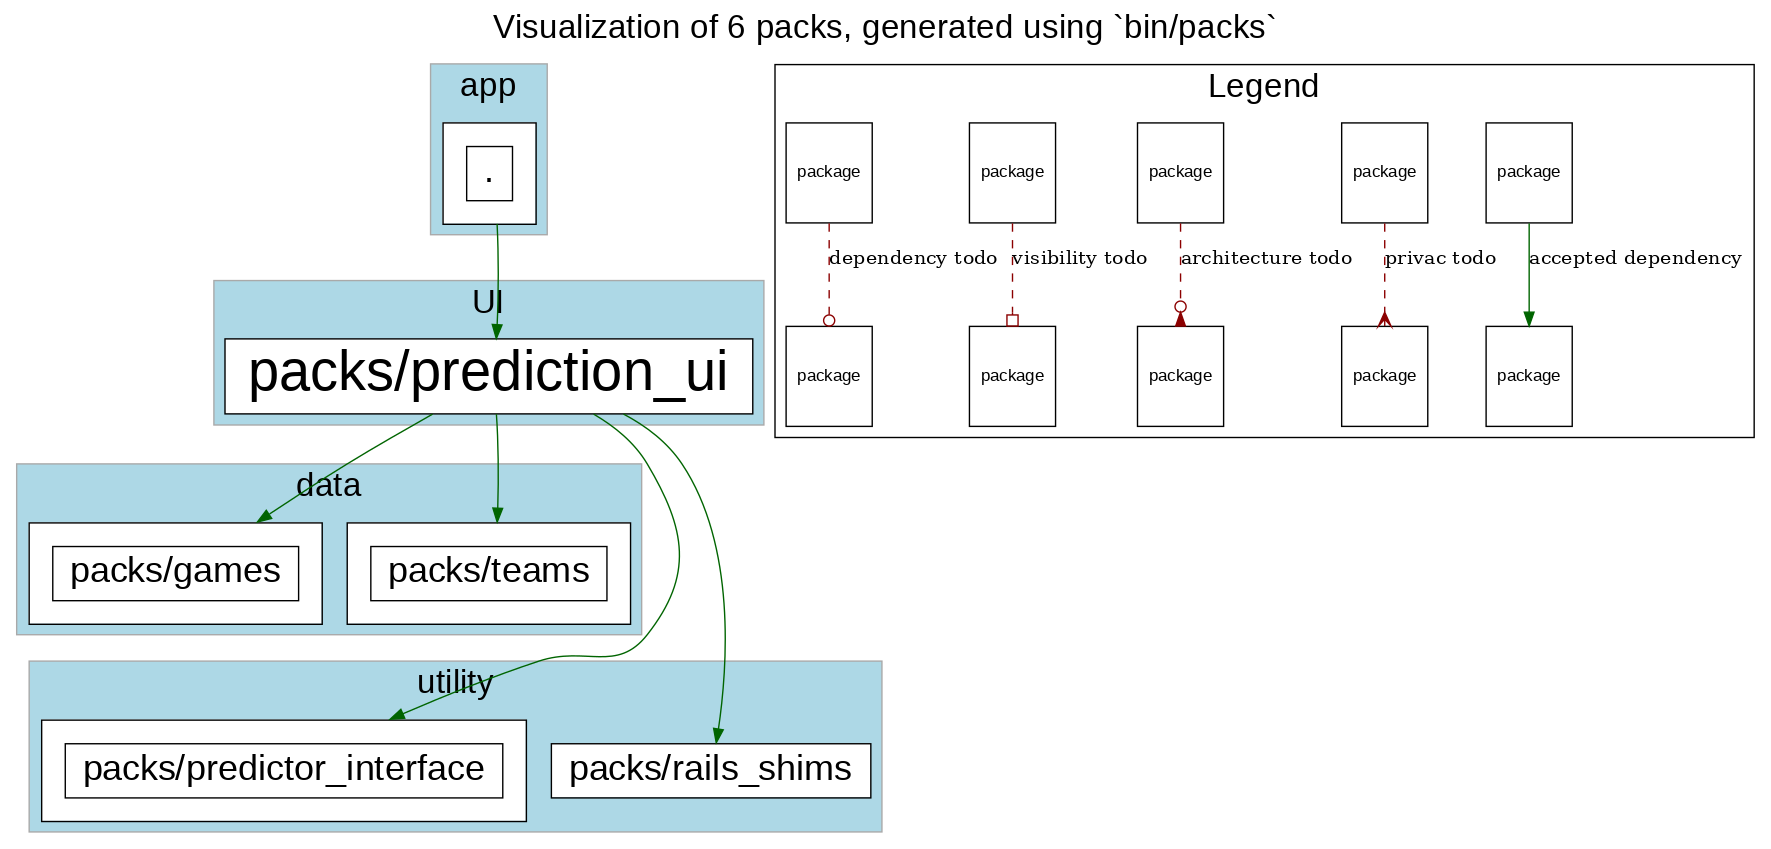 Visualization of 6 packs, generated using `bin/packs`
app
.
UI
packs/prediction_ui
data
packs/games
packs/teams
utility
packs/predictor_interface
packs/rails_shims
Legend
package
package
package
package
package
dependency todo
visibility todo
architecture todo
privac todo
accepted dependency
package
package
package
package
package